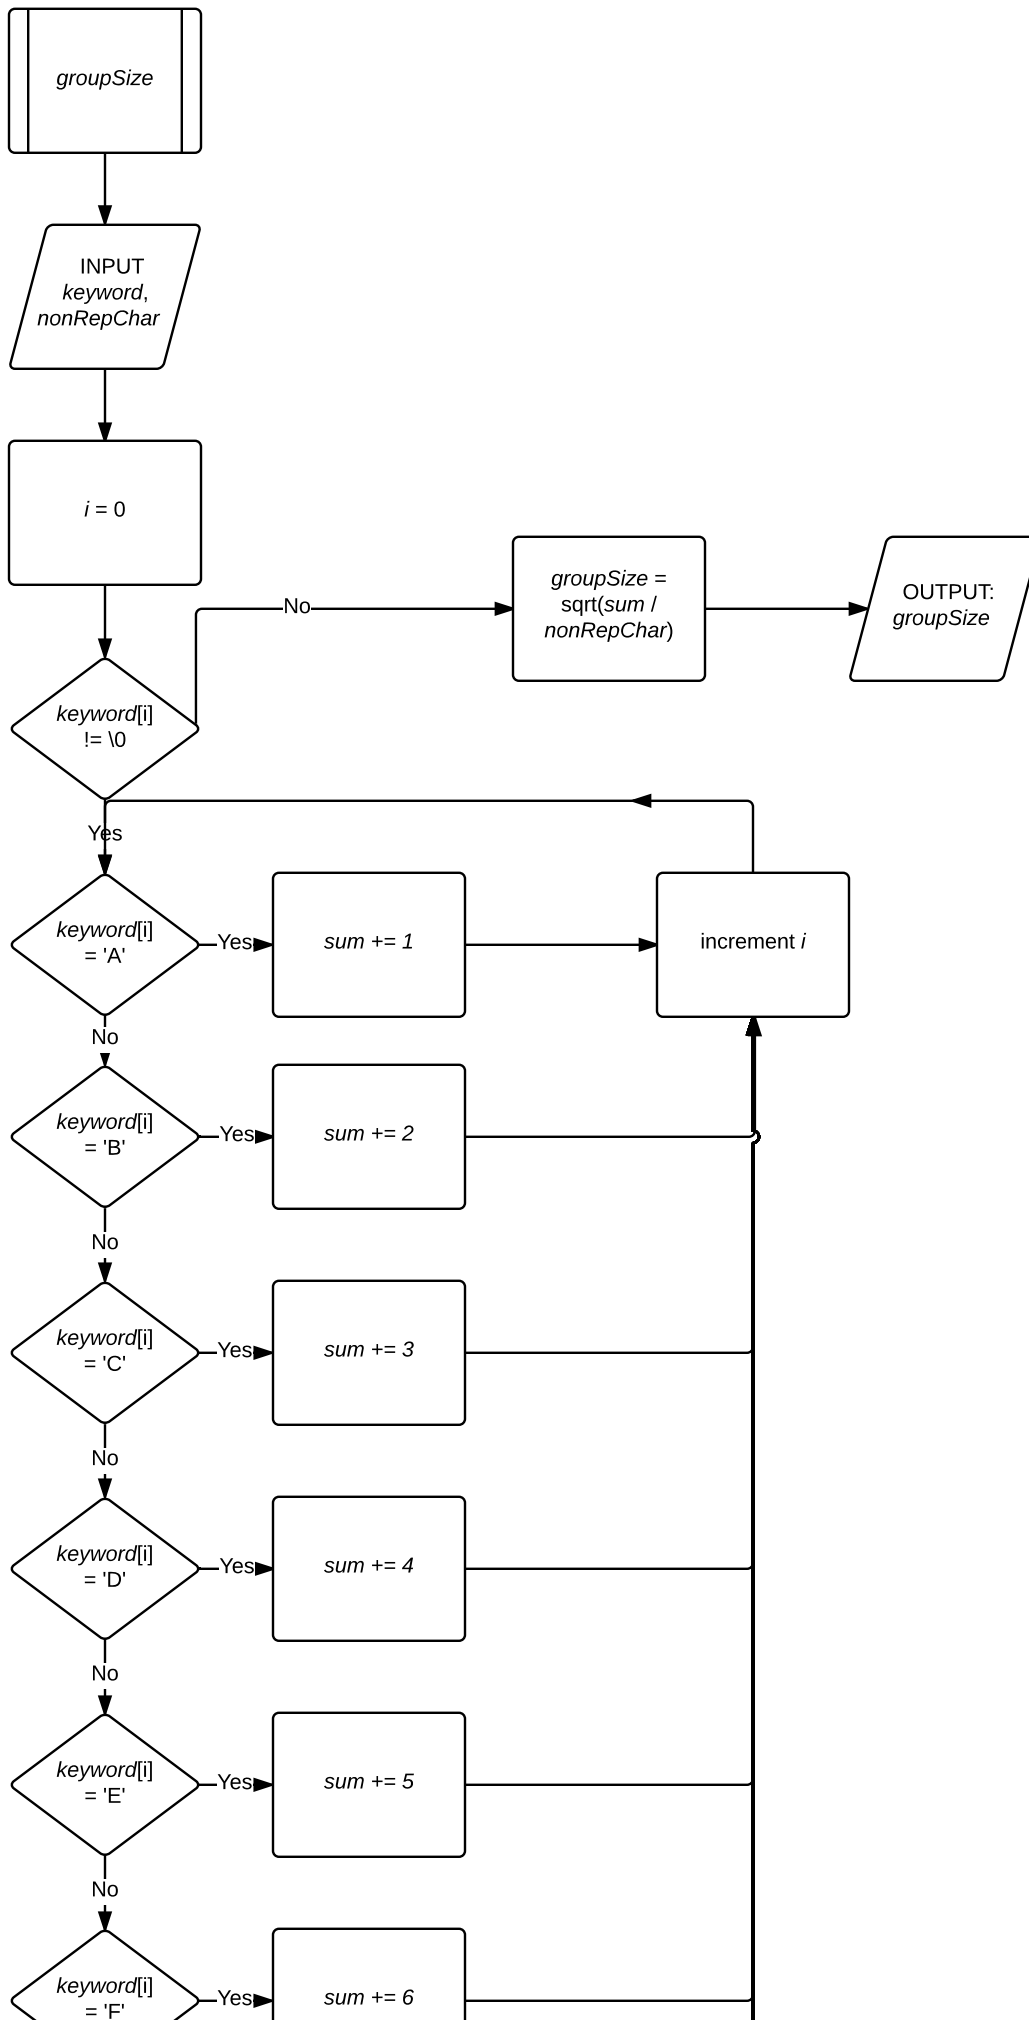 groupSize
INPUT
keyword,
nonRepChar
i = 0
No
groupSize =
sqrt(sum /
nonRepChar)
OUTPUT:
groupSize
keyword[i]
!= \0
Yes
keyword[i]
= 'A'
Yes
sum += 1
increment i
No
keyword[i]
= 'B'
Yes
sum += 2
No
keyword[i]
= 'C'
Yes
sum += 3
No
keyword[i]
= 'D'
Yes
sum += 4
No
keyword[i]
= 'E'
Yes
sum += 5
No
keyword[i]
= 'F'
Yes
sum += 6